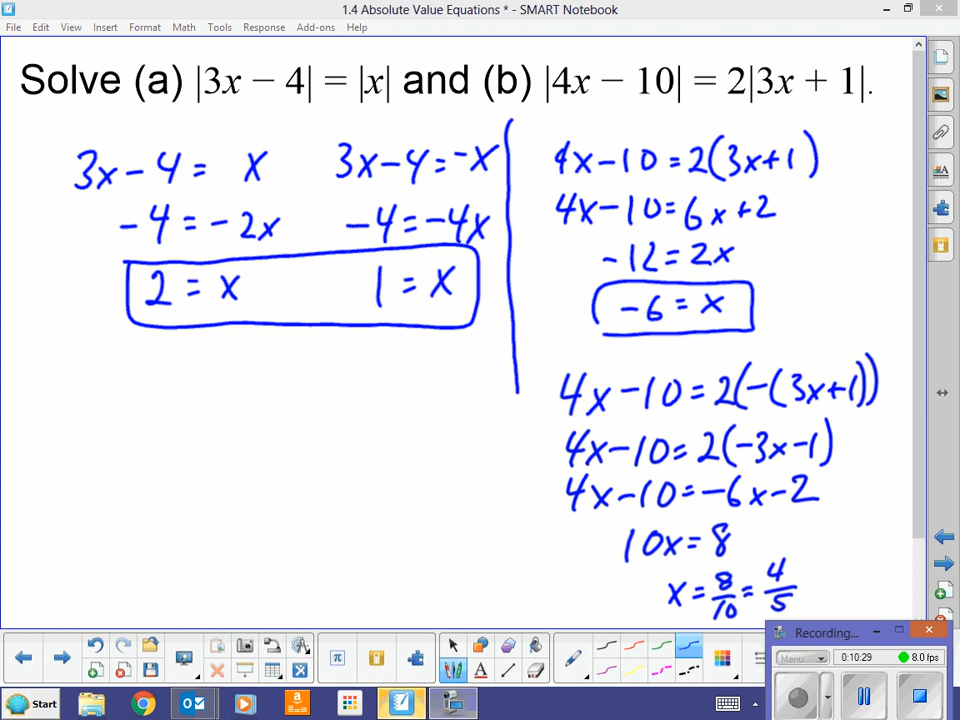 1.4 Absolute Value Equations * - SMART Notebook
File Edit View Insert Format Math Tools Response Add-ons Help
Solve (a) |3x − 4| = |x| and (b) |4x − 10| = 2|3x + 1|.
3x-4 = x
-4 = -2x
2 = x
3x-4=-x
-4=-4x
1 = x
4x-10=2(3x+1)
4x-10=6x+2
-12=2x
-6=x
4x-10=2(-(3x+1))
4x-10=2(-3x-1)
4x-10=-6x-2
10x=8
x=8/10=4/5
Recording...
Menu 0:10:29 8.0 fps
Start